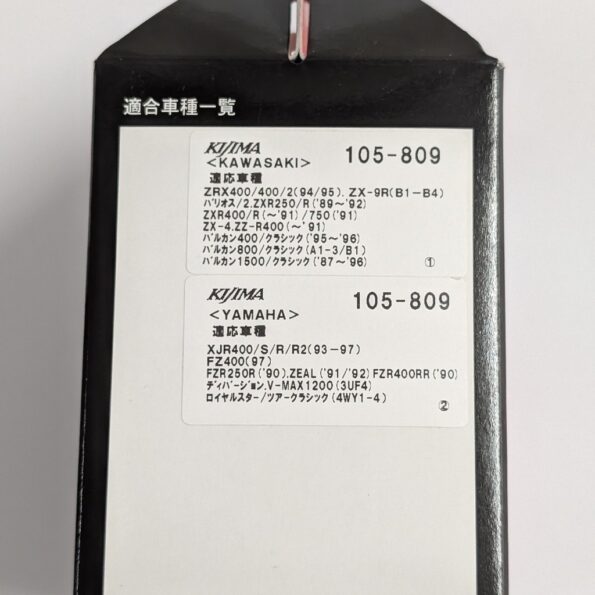 適合車種一覧
KIJIMA 105-809
<KAWASAKI>
適応車種
ZRX400/400/2(94/95). ZX-9R(B1-B4)
ﾊﾞﾘｵｽ/2.ZXR250/R('89~'92)
ZXR400/R(~'91)/750('91)
ZX-4.ZZ-R400(~'91)
ﾊﾞﾙｶﾝ400/ｸﾗｼｯｸ('95~'96)
ﾊﾞﾙｶﾝ800/ｸﾗｼｯｸ(A1-3/B1)
ﾊﾞﾙｶﾝ1500/ｸﾗｼｯｸ('87~'96)
①
KIJIMA 105-809
<YAMAHA>
適応車種
XJR400/S/R/R2(93-97)
FZ400(97)
FZR250R('90).ZEAL('91/'92)FZR400RR('90)
ﾃﾞｨﾊﾞｰｼﾞｮﾝ.V-MAX1200(3UF4)
ﾛｲﾔﾙｽﾀｰ/ﾂｱｰｸﾗｼｯｸ(4WY1-4)
②